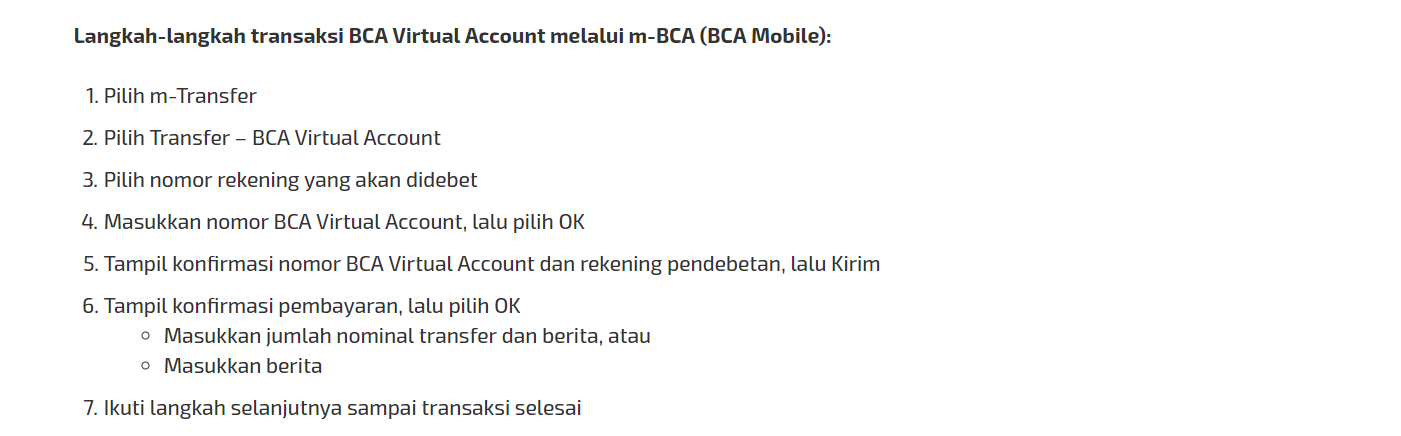 Langkah-langkah transaksi BCA Virtual Account melalui m-BCA (BCA Mobile):
1. Pilih m-Transfer
2. Pilih Transfer – BCA Virtual Account
3. Pilih nomor rekening yang akan didebet
4. Masukkan nomor BCA Virtual Account, lalu pilih OK
5. Tampil konfirmasi nomor BCA Virtual Account dan rekening pendebetan, lalu Kirim
6. Tampil konfirmasi pembayaran, lalu pilih OK
◦ Masukkan jumlah nominal transfer dan berita, atau
◦ Masukkan berita
7. Ikuti langkah selanjutnya sampai transaksi selesai